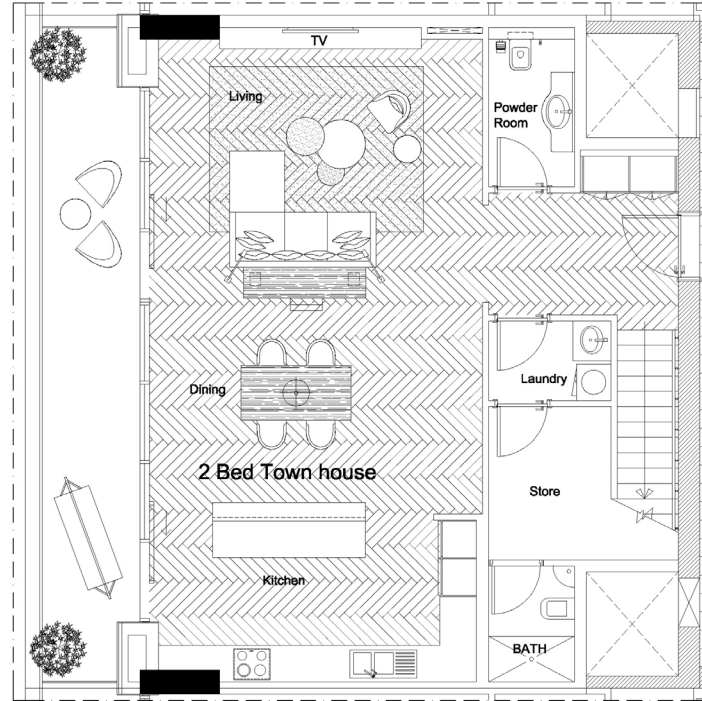 TV
Living
Powder
Room
Laundry
Dining
2 Bed Town house
Store
Kitchen
BATH